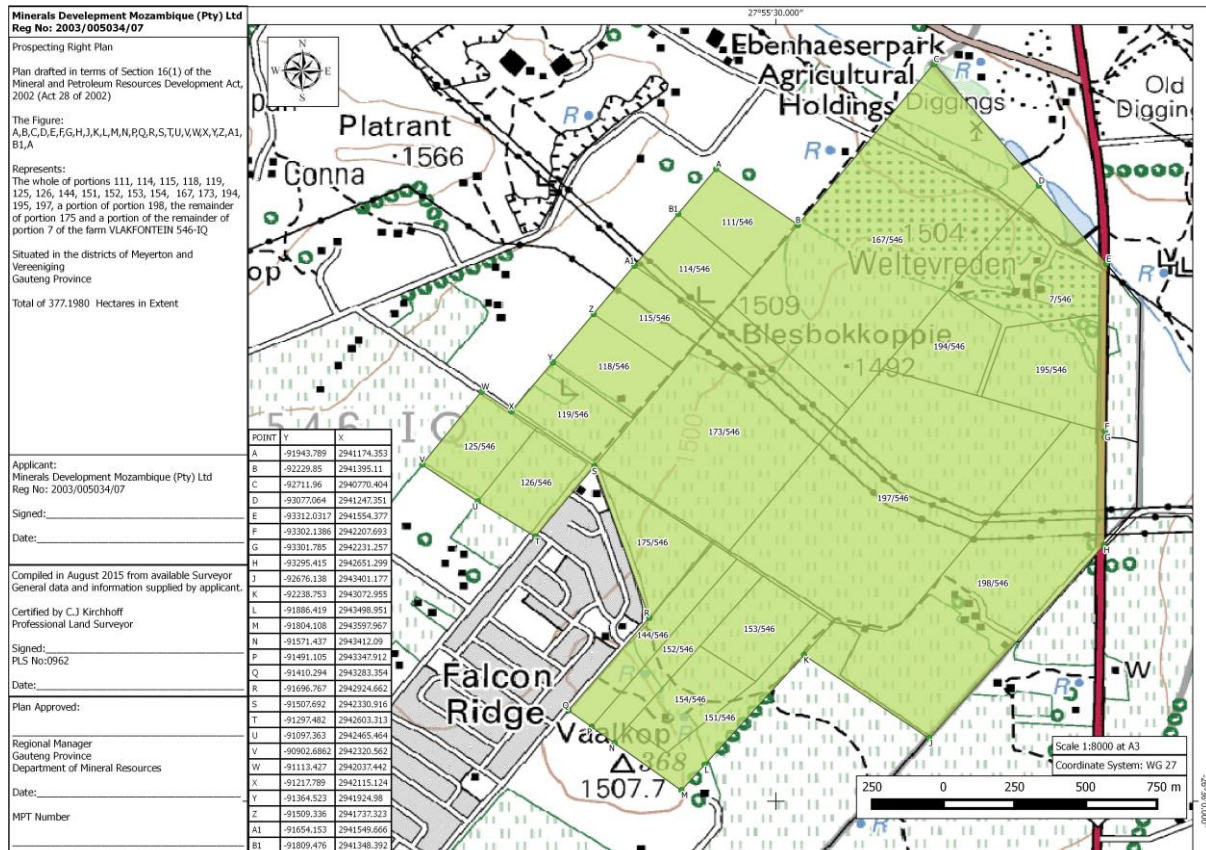 Minerals Develepment Mozambique (Pty) Ltd
Reg No: 2003/005034/07
Prospecting Right Plan
Plan drafted in terms of Section 16(1) of the
Mineral and Petroleum Resources Development Act,
2002 (Act 28 of 2002)
The Figure:
A,B,C,D,E,F,G,H,J,K,L,M,N,P,Q,R,S,T,U,V,W,X,Y,Z,A1,
B1,A
Represents:
The whole of portions 111, 114, 115, 118, 119,
125, 126, 144, 151, 152, 153, 154, 167, 173, 194,
195, 197, a portion of portion 198, the remainder
of portion 175 and a portion of the remainder of
portion 7 of the farm VLAKFONTEIN 546-IQ
Situated in the districts of Meyerton and
Vereeniging
Gauteng Province
Total of 377.1980 Hectares in Extent
Applicant:
Minerals Development Mozambique (Pty) Ltd
Reg No: 2003/005034/07
Signed:
Date:
Compiled in August 2015 from available Surveyor
General data and information supplied by applicant.
Certified by C.J Kirchhoff
Professional Land Surveyor
Signed:
PLS No:0962
Date:
Plan Approved:
Regional Manager
Gauteng Province
Department of Mineral Resources
Date:
MPT Number
27°55'30,000"
N
W E
S
Ebenhaeserpark
Agricultural
Holdings
Diggings
Old
Diggin
Platrant
1566
Conna
op
R
R
R
R
C
D
A
B1
B
E
A1
Z
Y
W
X
V
U
T
S
F
G
H
R
K
Q
P
N
L
M
J
111/546
114/546
115/546
118/546
119/546
125/546
126/546
167/546
7/546
194/546
195/546
173/546
197/546
198/546
175/546
144/546
152/546
153/546
154/546
151/546
1504
Weltevreden
1509
Blesbokkoppie
1492
1500
546 IQ
Falcon
Ridge
Vaalkop
368
1507.7
R
R
R
W
POINT Y X
A -91943.789 2941174.353
B -92229.85 2941395.11
C -92711.96 2940770.404
D -93077.064 2941247.351
E -93312.0317 2941554.377
F -93302.1386 2942207.693
G -93301.785 2942231.257
H -93295.415 2942651.299
J -92676.138 2943401.177
K -92238.753 2943072.955
L -91886.419 2943498.951
M -91804.108 2943597.967
N -91571.437 2943412.09
P -91491.105 2943347.912
Q -91410.294 2943283.354
R -91696.767 2942924.662
S -91507.692 2942330.916
T -91297.482 2942603.313
U -91097.363 2942465.464
V -90902.6862 2942320.562
W -91113.427 2942037.442
X -91217.789 2942115.124
Y -91364.523 2941924.98
Z -91509.336 2941737.323
A1 -91654.153 2941549.666
B1 -91809.476 2941348.392
Scale 1:8000 at A3
Coordinate System: WG 27
250 0 250 500 750 m